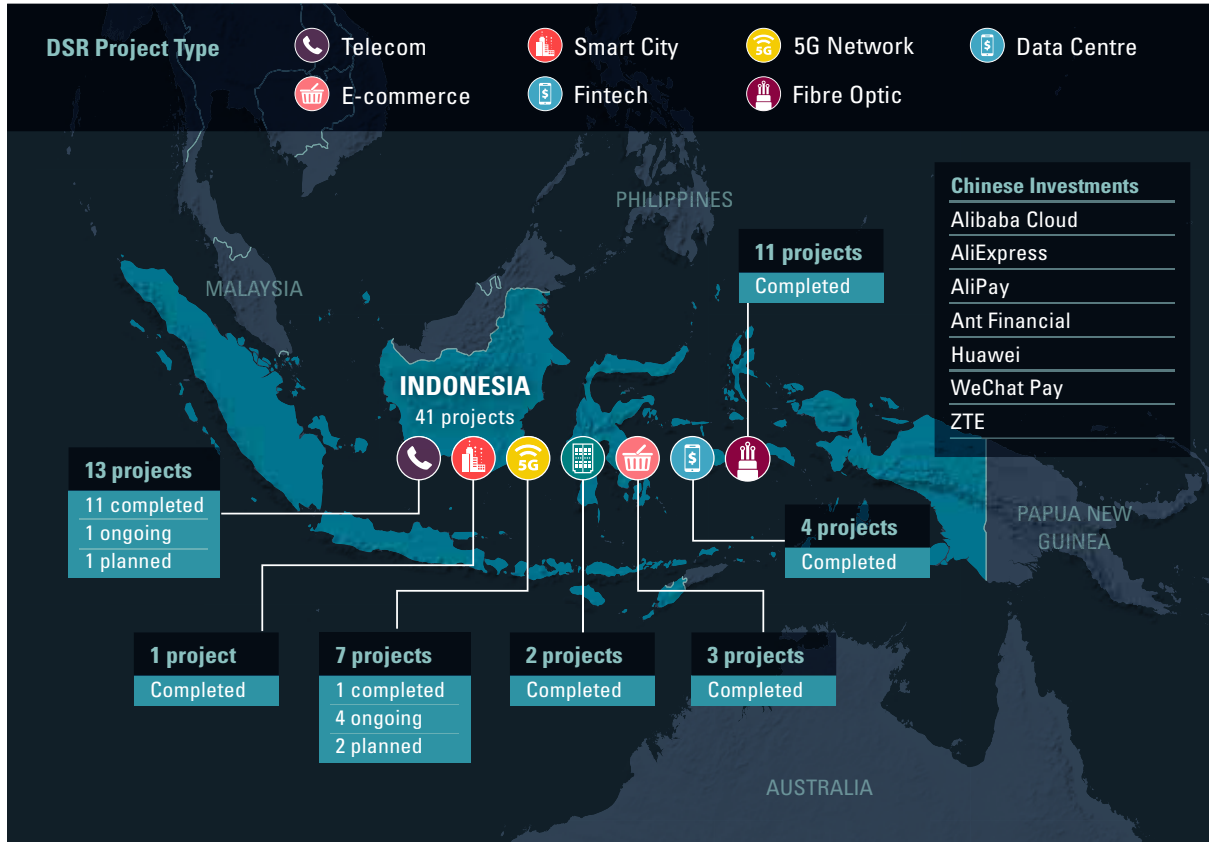 DSR Project Type
Telecom
Smart City
5G
5G Network
$
Data Centre
E-commerce
$
Fintech
Fibre Optic
PHILIPPINES
Chinese Investments
Alibaba Cloud
AliExpress
AliPay
Ant Financial
Huawei
WeChat Pay
ZTE
11 projects
Completed
MALAYSIA
INDONESIA
41 projects
5G
$
13 projects
11 completed
1 ongoing
1 planned
4 projects
Completed
PAPUA NEW
GUINEA
1 project
Completed
7 projects
1 completed
4 ongoing
2 planned
2 projects
Completed
3 projects
Completed
AUSTRALIA